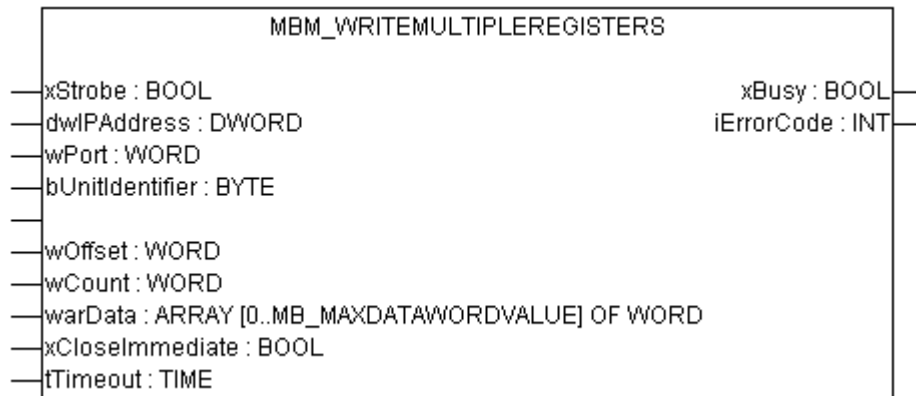 MBM_WRITEMULTIPLEREGISTERS
xStrobe : BOOL xBusy : BOOL
dwIPAddress : DWORD iErrorCode : INT
wPort : WORD
bUnitIdentifier : BYTE
wOffset : WORD
wCount : WORD
warData : ARRAY [0..MB_MAXDATAWORDVALUE] OF WORD
xCloseImmediate : BOOL
tTimeout : TIME